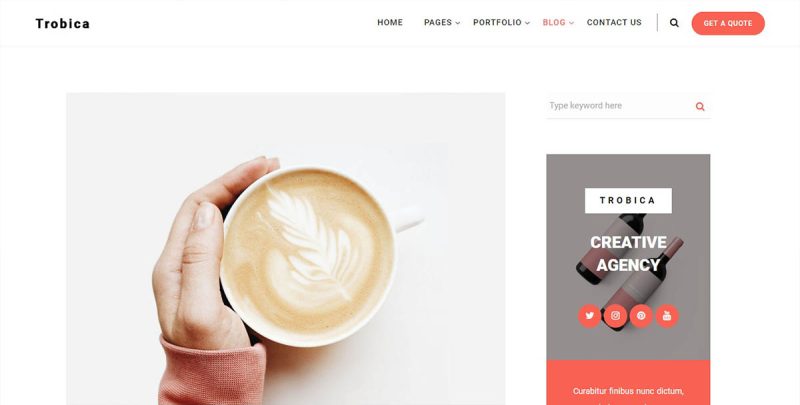 Trobica
HOME PAGES PORTFOLIO BLOG CONTACT US GET A QUOTE
Type keyword here
TROBICA
CREATIVE
AGENCY
Curabitur finibus nunc dictum,